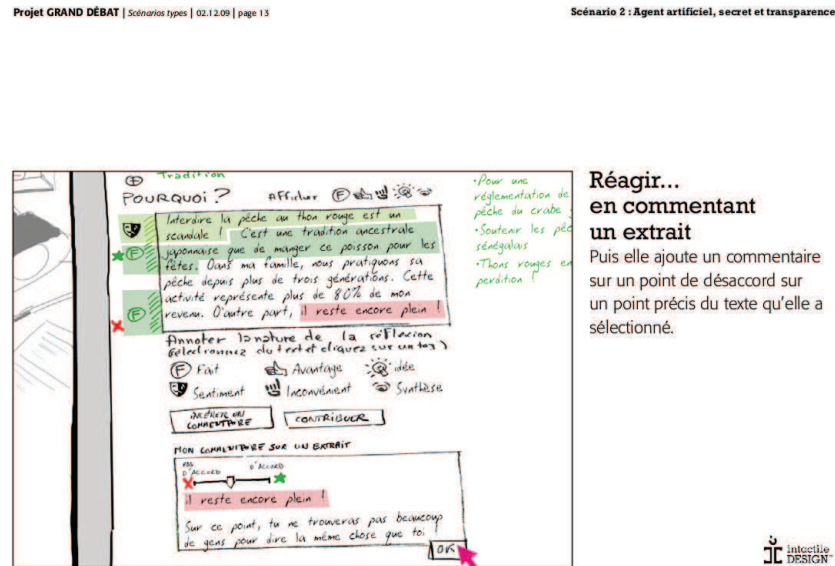 Projet GRAND DÉBAT | Scénarios types | 02.12.09 | page 13
Scénario 2 : Agent artificiel, secret et transparence
Tradition
POURQUOI ?
Afficher F
Interdire la pêche au thon rouge est un
scandale ! C'est une tradition ancestrale
japonnaise que de manger ce poisson pour les
fêtes. Dans ma famille, nous pratiquons sa
pêche depuis plus de trois générations. Cette
activité représente plus de 80% de mon
revenu. D'autre part, il reste encore plein !
F
F
Annoter la nature de la réflexion
(sélectionnez du text et cliquez sur un tag)
F Fait
Avantage
idée
Sentiment
Inconvénient
Synthèse
INSÉRER UN
COMMENTAIRE
CONTRIBUER
MON COMMENTAIRE SUR UN EXTRAIT
PAS
D'ACCORD
D'ACCORD
il reste encore plein !
Sur ce point, tu ne trouveras pas beaucoup
de gens pour dire la même chose que toi
OK
•Pour une
réglementation de
pêche du crabe
•Soutenir les pêc
sénégalais
•Thons rouges en
perdition !
Réagir...
en commentant
un extrait
Puis elle ajoute un commentaire
sur un point de désaccord sur
un point précis du texte qu'elle a
sélectionné.
intactile
DESIGN